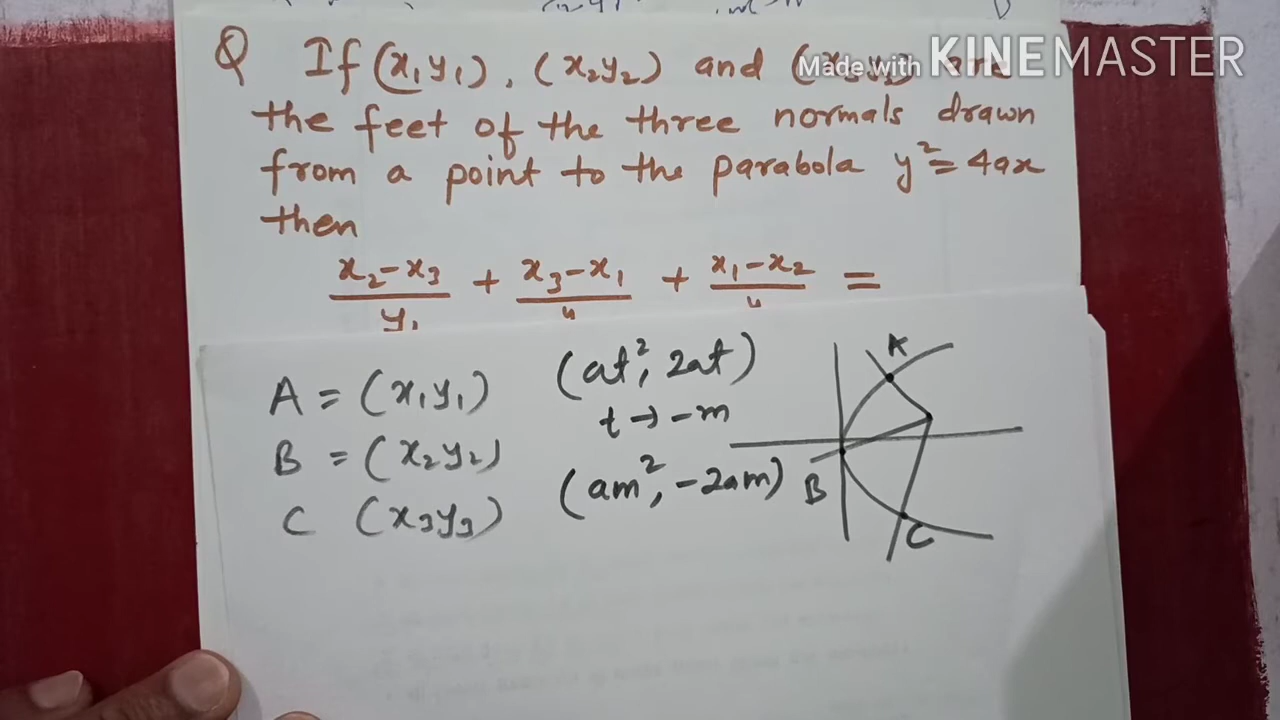 Q If (x₁y₁), (x₂y₂) and are
Made with KINEMASTER
the feet of the three normals drawn
from a point to the parabola y² = 4ax
then
x₂-x₃/y₁ + x₃-x₁/ + x₁-x₂/ =
A = (x₁y₁) (at², 2at)
t → -m
B = (x₂y₂)
(am², -2am)
C (x₃y₃)
A
B
C